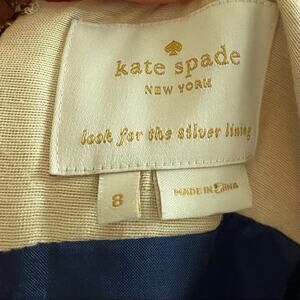 kate spade
NEW YORK
look for the silver lining
8
MADE IN CHINA